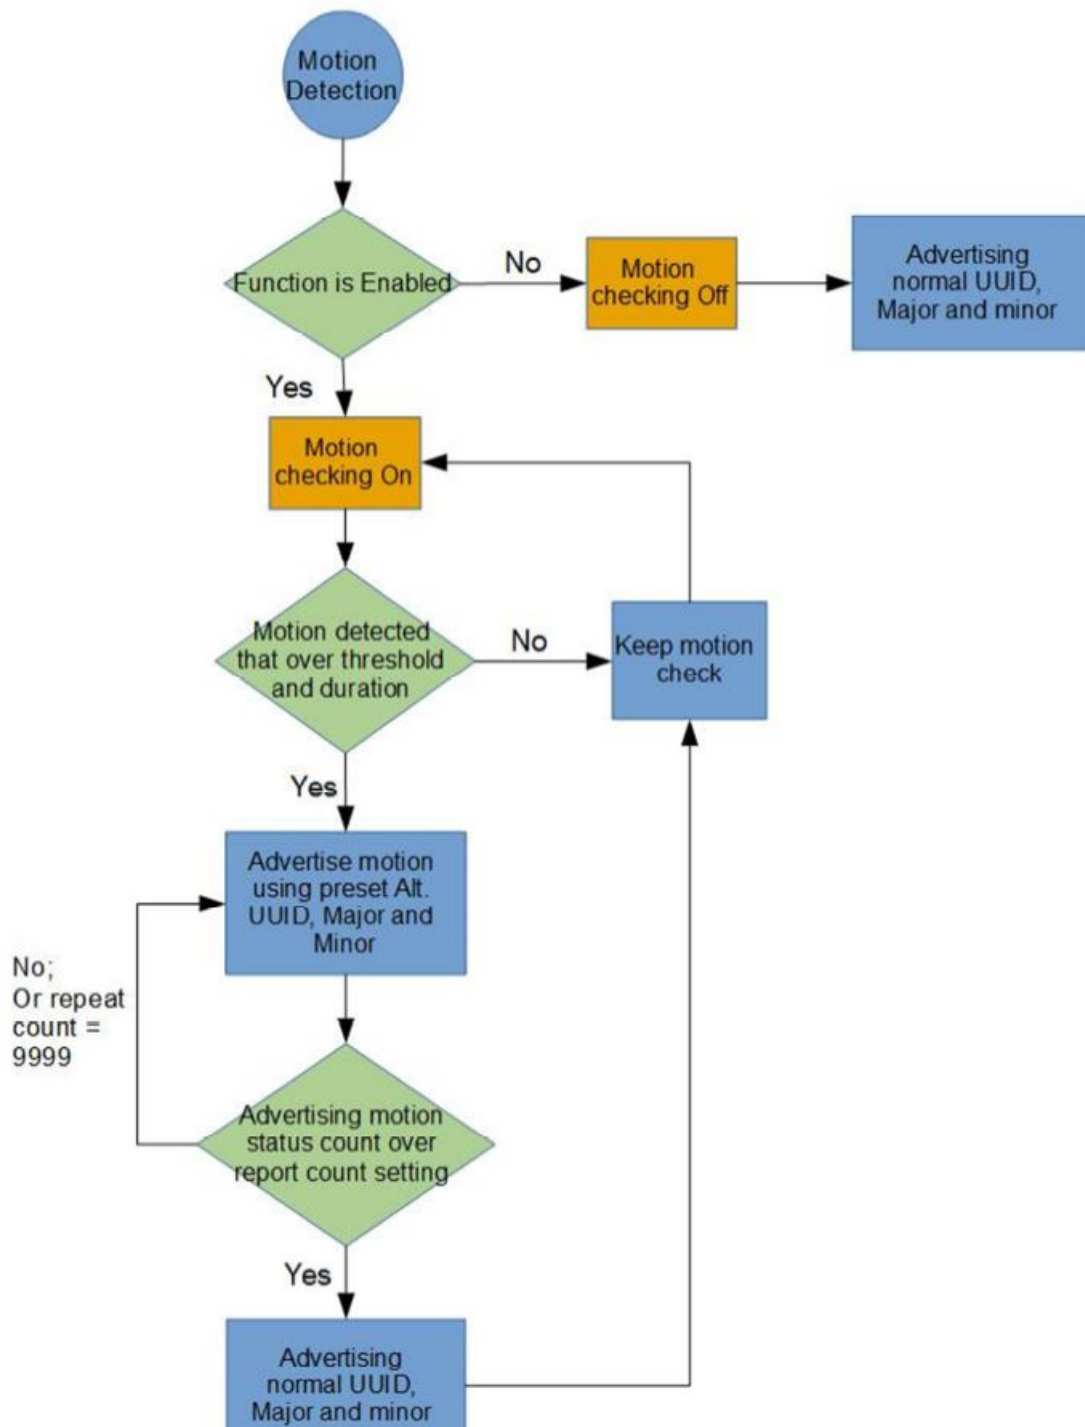 Motion
Detection
Function is Enabled
No
Motion
checking Off
Advertising
normal UUID,
Major and minor
Yes
Motion
checking On
Motion detected
that over threshold
and duration
No
Keep motion
check
Yes
Advertise motion
using preset Alt.
UUID, Major and
Minor
No;
Or repeat
count =
9999
Advertising motion
status count over
report count setting
Yes
Advertising
normal UUID,
Major and minor